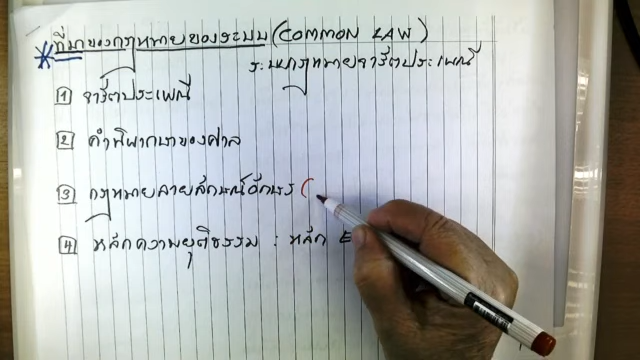 * ที่มาของกฎหมายของระบบ (COMMON LAW)
ระบบกฎหมายจารีตประเพณี
1 จารีตประเพณี
2 คำพิพากษาของศาล
3 กฎหมายลายลักษณ์อักษร (
4 หลักความยุติธรรม : หลัก E